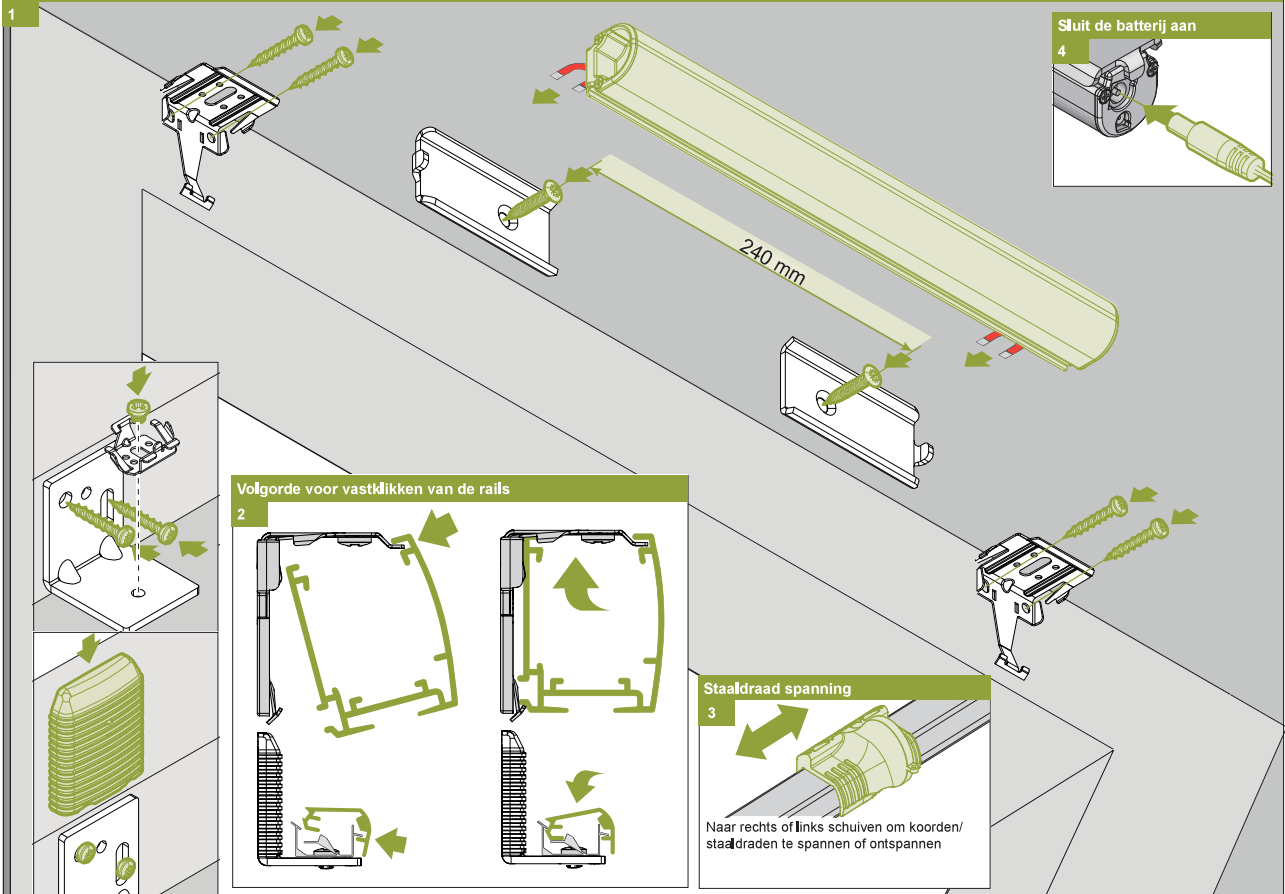 1
Sluit de batterij aan
4
240 mm
Volgorde voor vastklikken van de rails
2
Staaldraad spanning
3
Naar rechts of links schuiven om koorden/
staaldraden te spannen of ontspannen